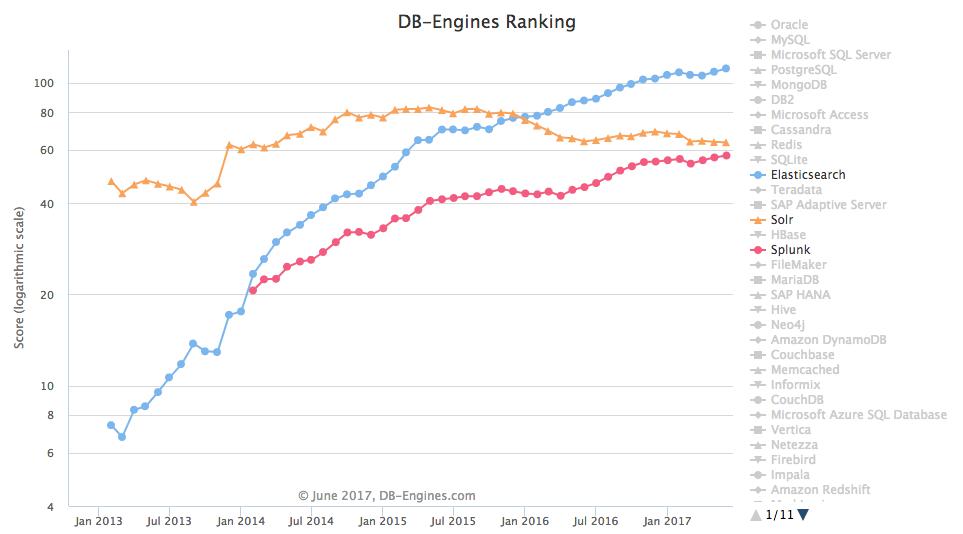 DB-Engines Ranking
Score (logarithmic scale)
100
80
60
40
20
10
8
6
4
Jan 2013
Jul 2013
Jan 2014
Jul 2014
Jan 2015
Jul 2015
Jan 2016
Jul 2016
Jan 2017
© June 2017, DB-Engines.com
Oracle
MySQL
Microsoft SQL Server
PostgreSQL
MongoDB
DB2
Microsoft Access
Cassandra
Redis
SQLite
Elasticsearch
Teradata
SAP Adaptive Server
Solr
HBase
Splunk
FileMaker
MariaDB
SAP HANA
Hive
Neo4j
Amazon DynamoDB
Couchbase
Memcached
Informix
CouchDB
Microsoft Azure SQL Database
Vertica
Netezza
Firebird
Impala
Amazon Redshift
1/11